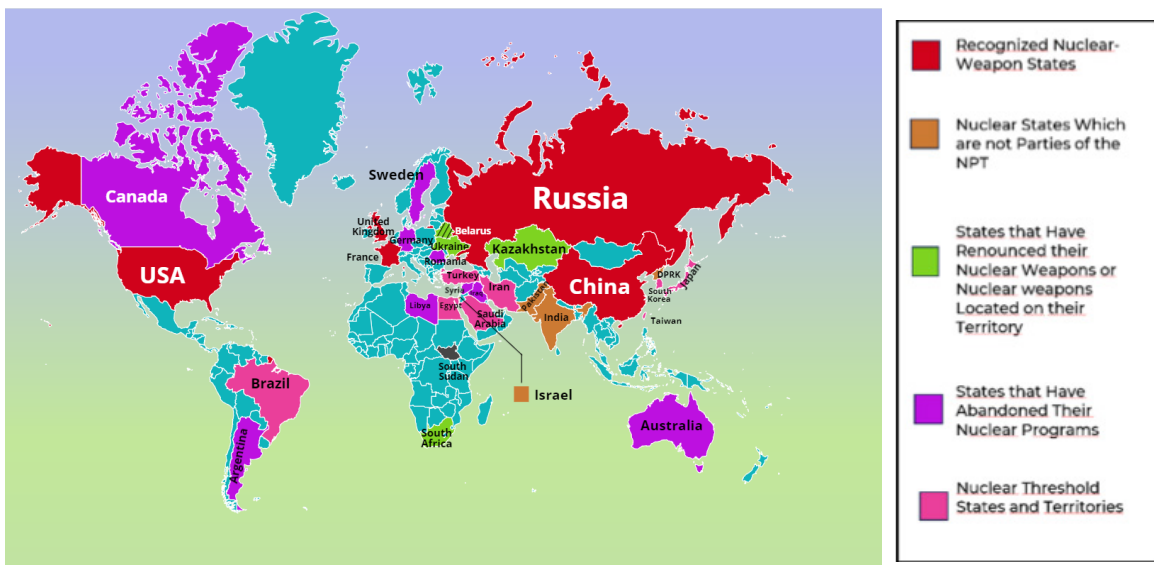 Canada
USA
Brazil
Argentina
Sweden
United
Kingdom
France
Germany
Belarus
Ukraine
Romania
Russia
Kazakhstan
China
Turkey
Syria
Iraq
Iran
Libya
Egypt
Saudi
Arabia
Pakistan
India
DPRK
South
Korea
Japan
Taiwan
South
Sudan
Israel
South
Africa
Australia
Recognized Nuclear-
Weapon States
Nuclear States Which
are not Parties of the
NPT
States that Have
Renounced their
Nuclear Weapons or
Nuclear weapons
Located on their
Territory
States that Have
Abandoned Their
Nuclear Programs
Nuclear Threshold
States and Territories